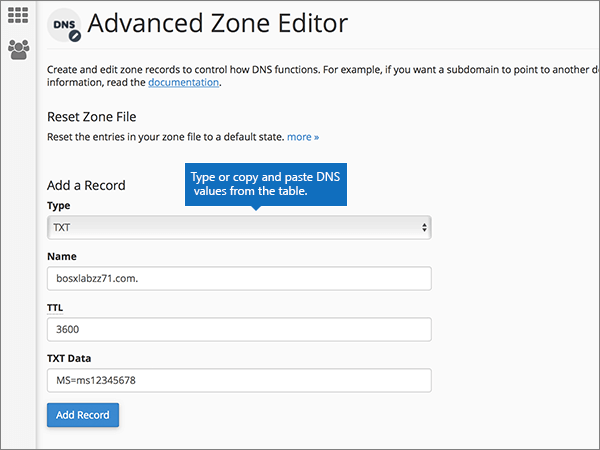 DNS
Advanced Zone Editor
Create and edit zone records to control how DNS functions. For example, if you want a subdomain to point to another
information, read the documentation.
Reset Zone File
Reset the entries in your zone file to a default state. more »
Type or copy and paste DNS
values from the table.
Add a Record
Type
TXT
Name
bosxlabzz71.com.
TTL
3600
TXT Data
MS=ms12345678
Add Record